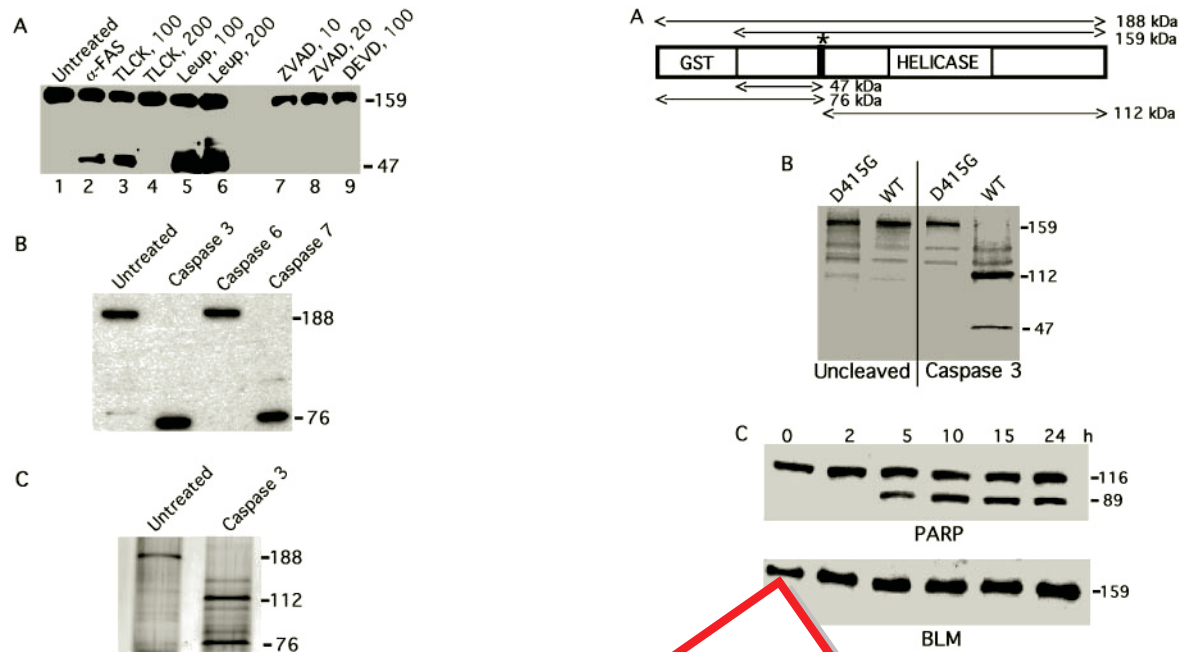 A
Untreated
α-FAS
TLCK, 100
TLCK, 200
Leup, 100
Leup, 200
ZVAD, 10
ZVAD, 20
DEVD, 100
-159
- 47
1 2 3 4 5 6 7 8 9
B
Untreated
Caspase 3
Caspase 6
Caspase 7
-188
-76
C
Untreated
Caspase 3
-188
-112
-76
A
188 kDa
159 kDa
*
GST HELICASE
47 kDa
76 kDa
112 kDa
B
D415G
WT
D415G
WT
-159
-112
- 47
Uncleaved Caspase 3
C
0 2 5 10 15 24 h
-116
- 89
PARP
-159
BLM